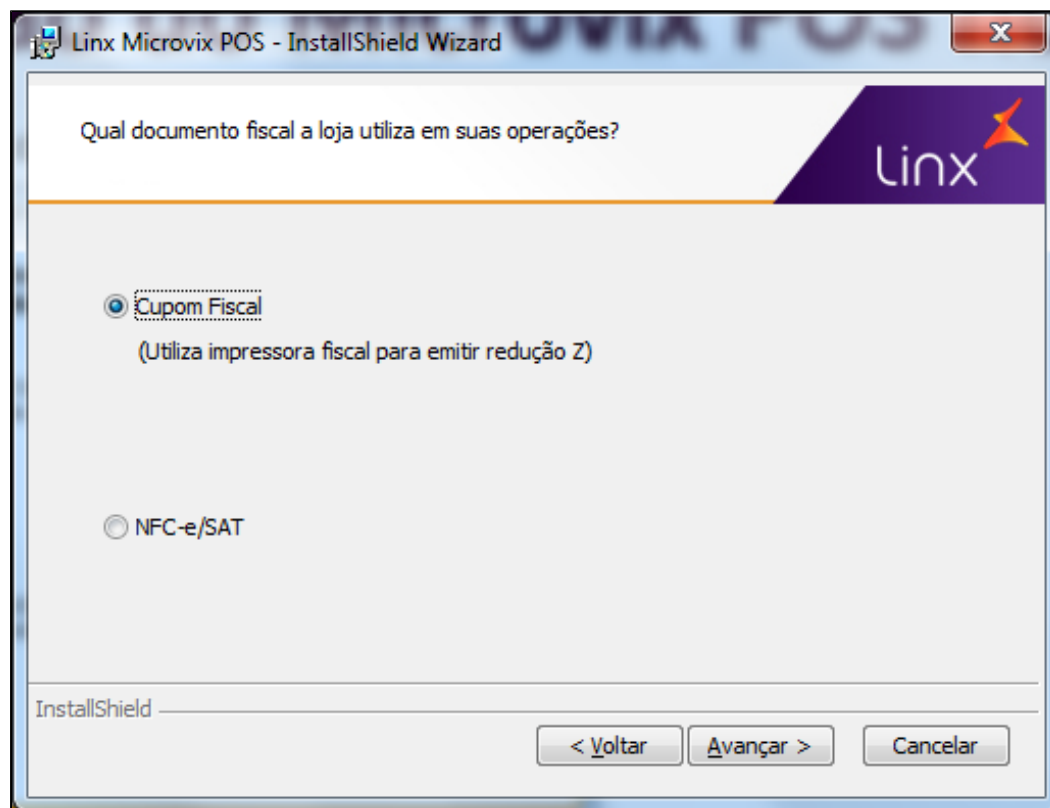 Linx Microvix POS - InstallShield Wizard
Qual documento fiscal a loja utiliza em suas operações?
Linx
Cupom Fiscal
(Utiliza impressora fiscal para emitir redução Z)
NFC-e/SAT
InstallShield
< Voltar
Avançar >
Cancelar